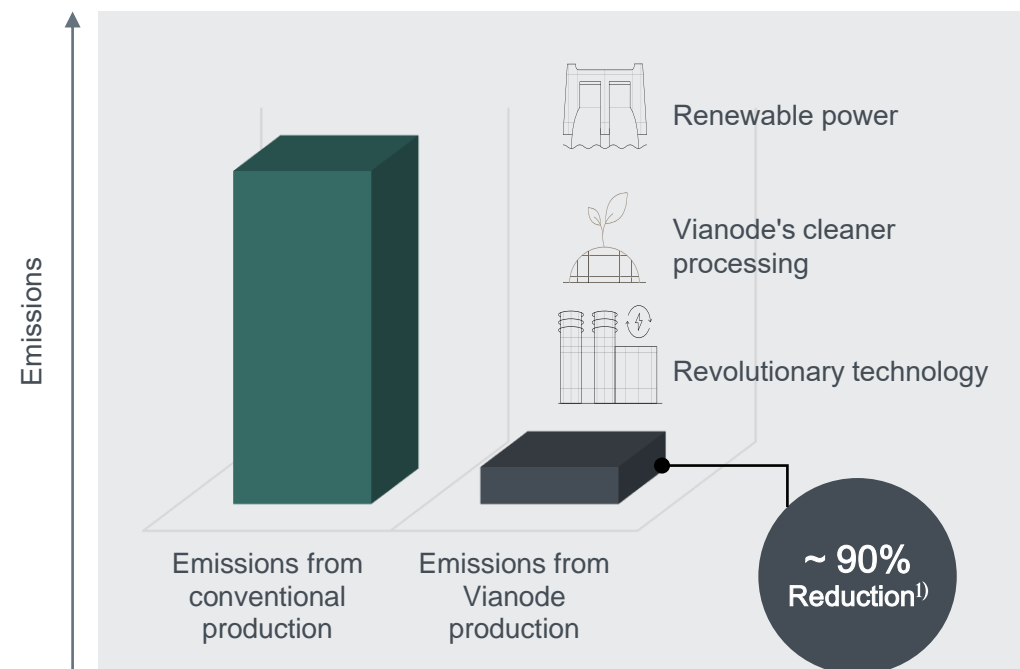 Emissions
Renewable power
Vianode's cleaner
processing
Revolutionary technology
Emissions from
conventional
production
Emissions from
Vianode
production
~ 90%
Reduction¹⁾